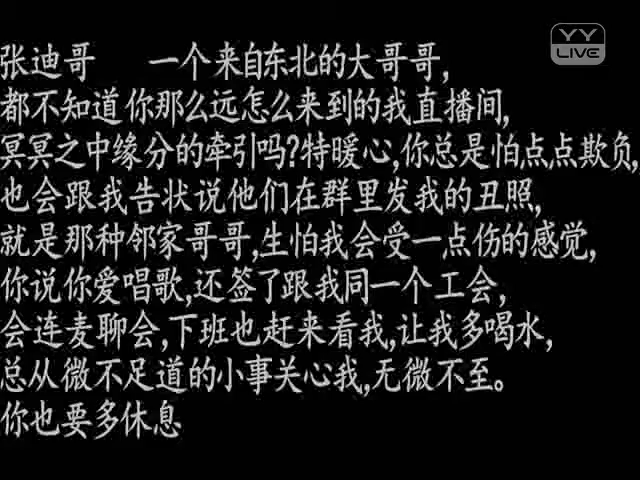 YY
LIVE
张迪哥 一个来自东北的大哥哥,
都不知道你那么远怎么来到的我直播间,
冥冥之中缘分的牵引吗?特暖心,你总是怕点点欺负,
也会跟我告状说他们在群里发我的丑照,
就是那种邻家哥哥,生怕我会受一点伤的感觉,
你说你爱唱歌,还签了跟我同一个工会,
会连麦聊会,下班也赶来看我,让我多喝水,
总从微不足道的小事关心我,无微不至。
你也要多休息